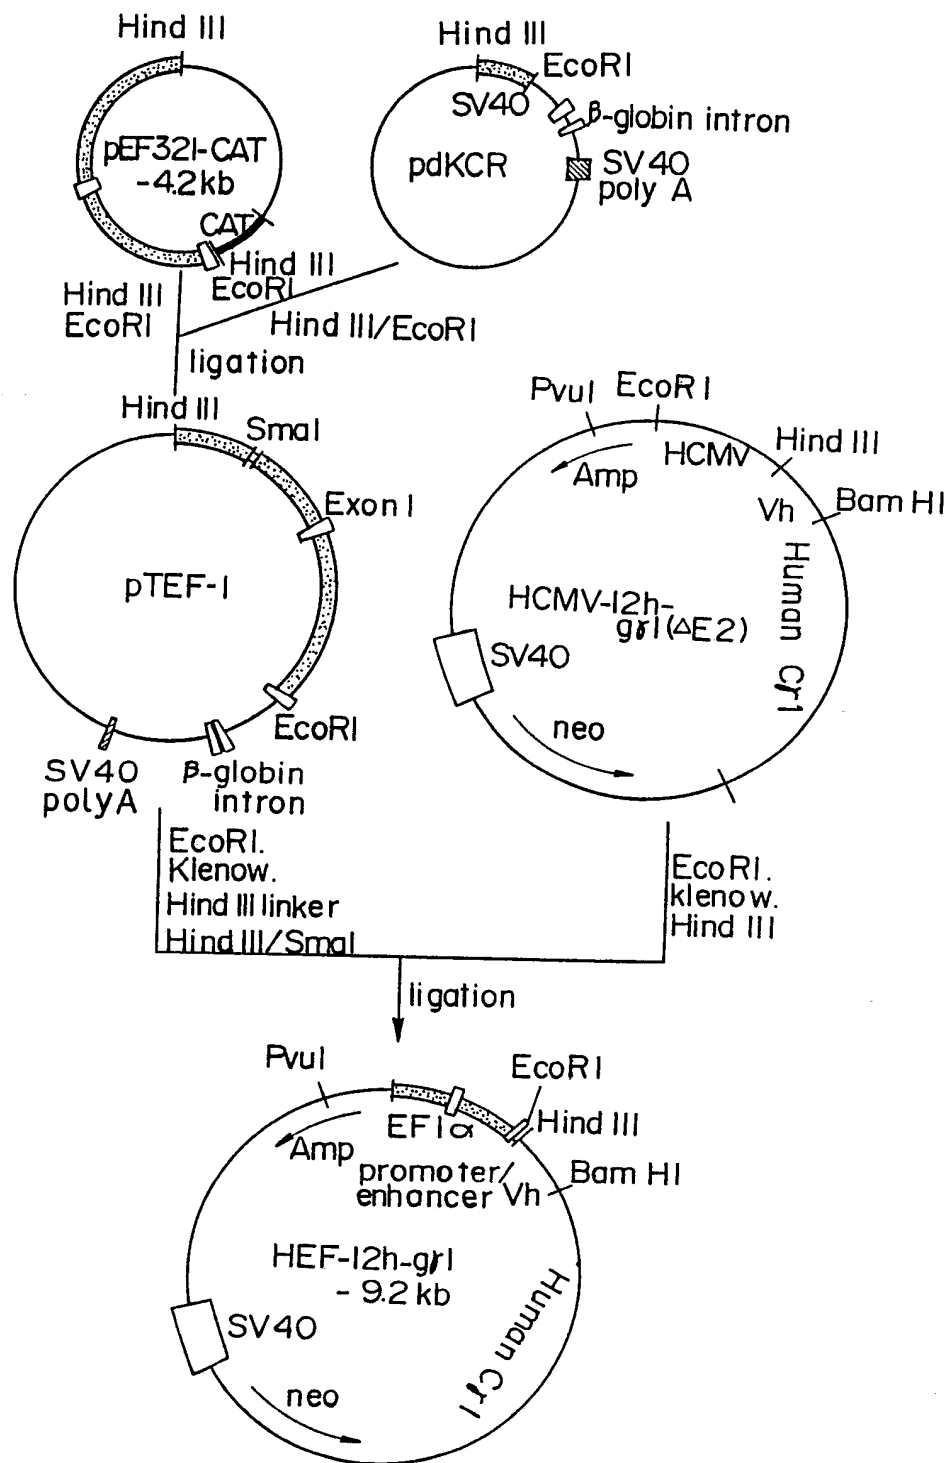 Hind III
pEF321-CAT
-4.2kb
CAT
Hind III
EcoRI
Hind III
EcoRI
SV40
β-globin intron
pdKCR
SV40
poly A
Hind III
EcoRI
Hind III/EcoRI
ligation
Hind III
SmaI
Exon I
pTEF-1
EcoRI
SV40
polyA
β-globin
intron
PvuI
EcoRI
HCMV
Hind III
Amp
Vh
Bam HI
HCMV-12h-
gγ1(ΔE2)
Human Cγ1
SV40
neo
EcoRI.
Klenow.
Hind III linker
Hind III/SmaI
EcoRI.
klenow.
Hind III
ligation
PvuI
EcoRI
EF1α
Hind III
Amp
promoter/
enhancer
Vh
Bam HI
HEF-12h-gγ1
- 9.2 kb
Human Cγ1
SV40
neo